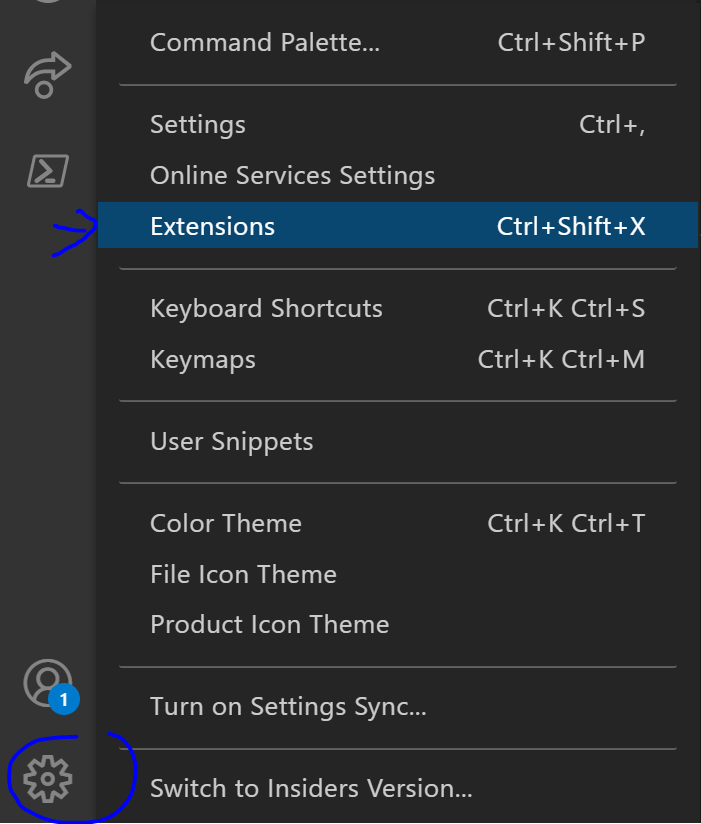 Command Palette... Ctrl+Shift+P
Settings Ctrl+,
Online Services Settings
Extensions Ctrl+Shift+X
Keyboard Shortcuts Ctrl+K Ctrl+S
Keymaps Ctrl+K Ctrl+M
User Snippets
Color Theme Ctrl+K Ctrl+T
File Icon Theme
Product Icon Theme
1
Turn on Settings Sync...
Switch to Insiders Version...